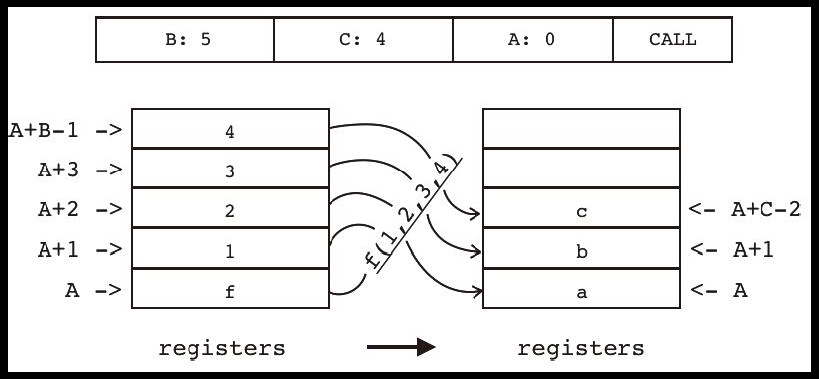 B: 5 C: 4 A: 0 CALL
A+B-1 -> 4
A+3 -> 3
A+2 -> 2 c <- A+C-2
A+1 -> 1 b <- A+1
A -> f a <- A
f(1,2,3,4)
registers registers